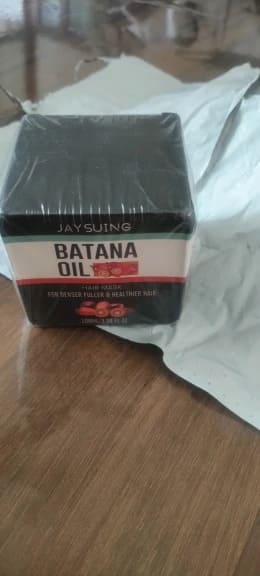 JAYSUING
BATANA
OIL
HAIR MASK
FOR DENSER FULLER & HEALTHIER HAIR